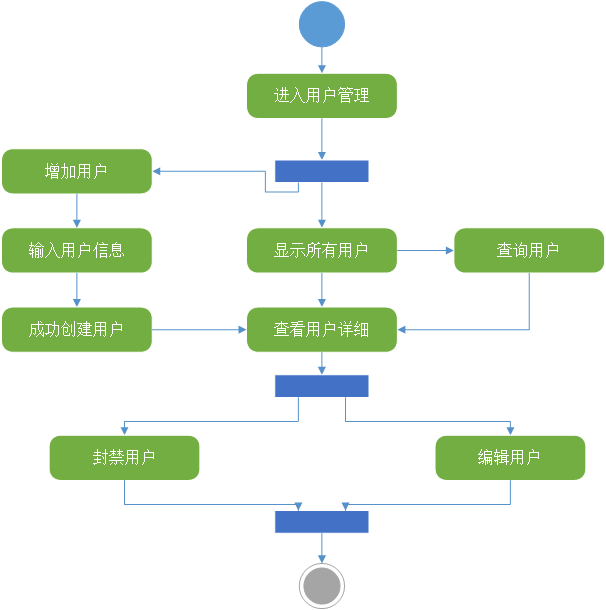 进入用户管理
增加用户
输入用户信息
显示所有用户
查询用户
成功创建用户
查看用户详细
封禁用户
编辑用户